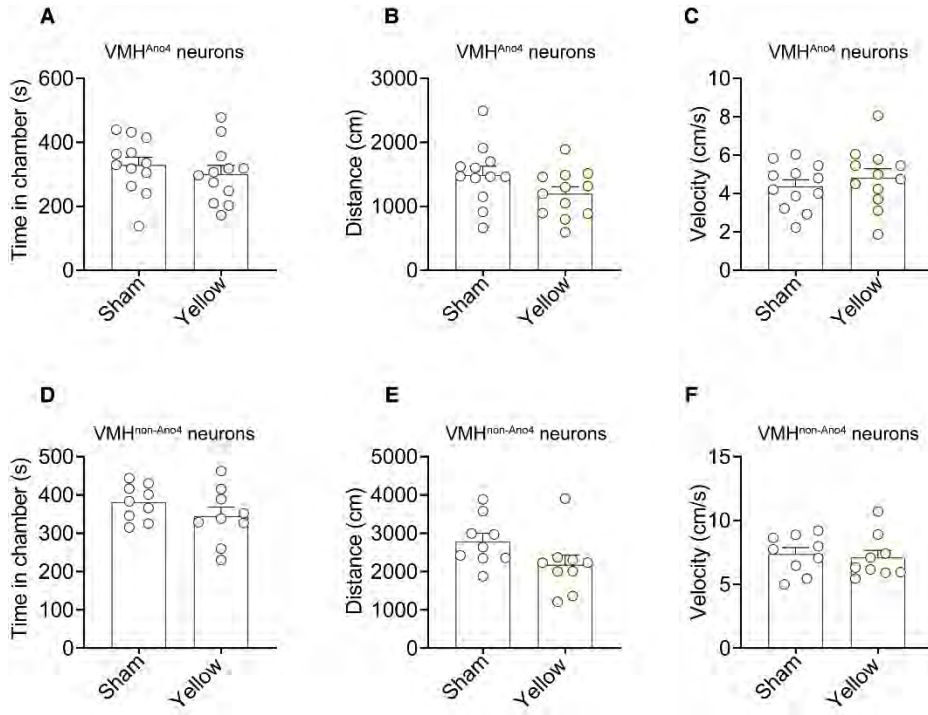 A
VMHAno4 neurons
Time in chamber (s)
600
400
200
0
Sham
Yellow
B
VMHAno4 neurons
Distance (cm)
3000
2000
1000
0
Sham
Yellow
C
VMHAno4 neurons
Velocity (cm/s)
10
8
6
4
2
0
Sham
Yellow
D
VMHnon-Ano4 neurons
Time in chamber (s)
500
400
300
200
100
0
Sham
Yellow
E
VMHnon-Ano4 neurons
Distance (cm)
5000
4000
3000
2000
1000
0
Sham
Yellow
F
VMHnon-Ano4 neurons
Velocity (cm/s)
15
10
5
0
Sham
Yellow